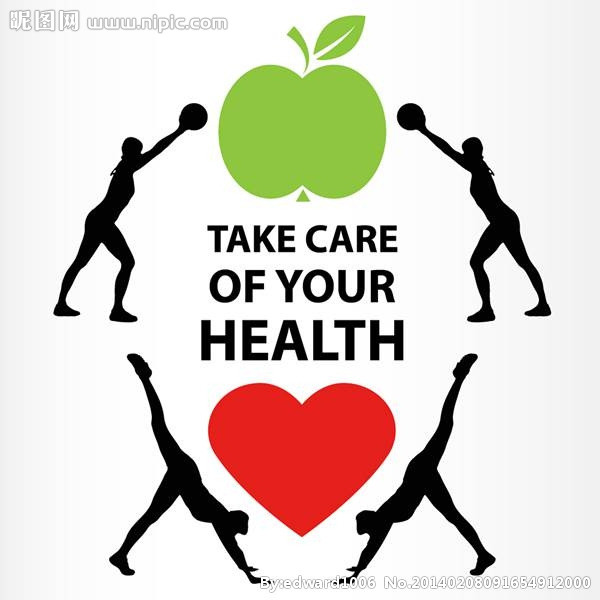 昵图网 www.nipic.com
TAKE CARE
OF YOUR
HEALTH
By:edward1006 No.20140208091654912000